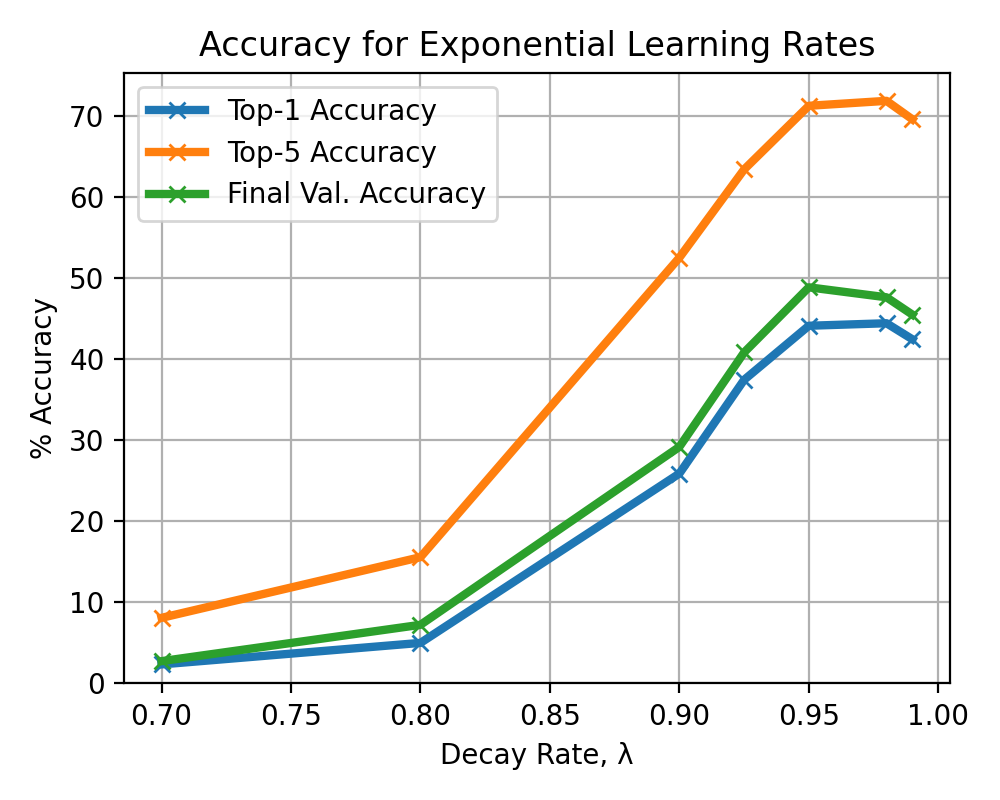 Accuracy for Exponential Learning Rates
Top-1 Accuracy
Top-5 Accuracy
Final Val. Accuracy
70
60
50
40
30
20
10
0
% Accuracy
0.70 0.75 0.80 0.85 0.90 0.95 1.00
Decay Rate, λ